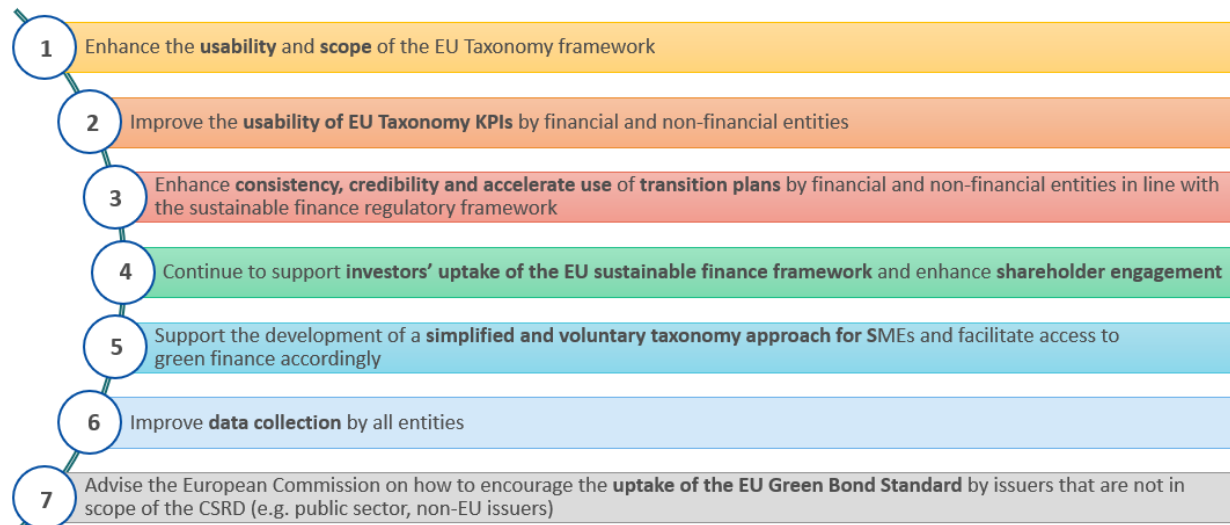 1
Enhance the usability and scope of the EU Taxonomy framework
2
Improve the usability of EU Taxonomy KPIs by financial and non-financial entities
3
Enhance consistency, credibility and accelerate use of transition plans by financial and non-financial entities in line with
the sustainable finance regulatory framework
4
Continue to support investors’ uptake of the EU sustainable finance framework and enhance shareholder engagement
5
Support the development of a simplified and voluntary taxonomy approach for SMEs and facilitate access to
green finance accordingly
6
Improve data collection by all entities
7
Advise the European Commission on how to encourage the uptake of the EU Green Bond Standard by issuers that are not in
scope of the CSRD (e.g. public sector, non-EU issuers)